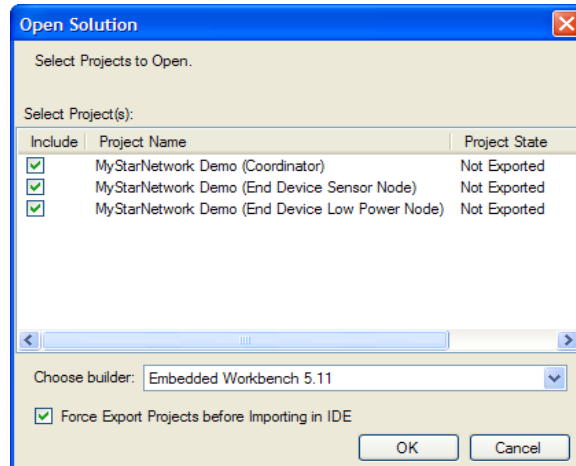 Open Solution
Select Projects to Open.
Select Project(s):
Include Project Name Project State
MyStarNetwork Demo (Coordinator) Not Exported
MyStarNetwork Demo (End Device Sensor Node) Not Exported
MyStarNetwork Demo (End Device Low Power Node) Not Exported
Choose builder: Embedded Workbench 5.11
Force Export Projects before Importing in IDE
OK Cancel